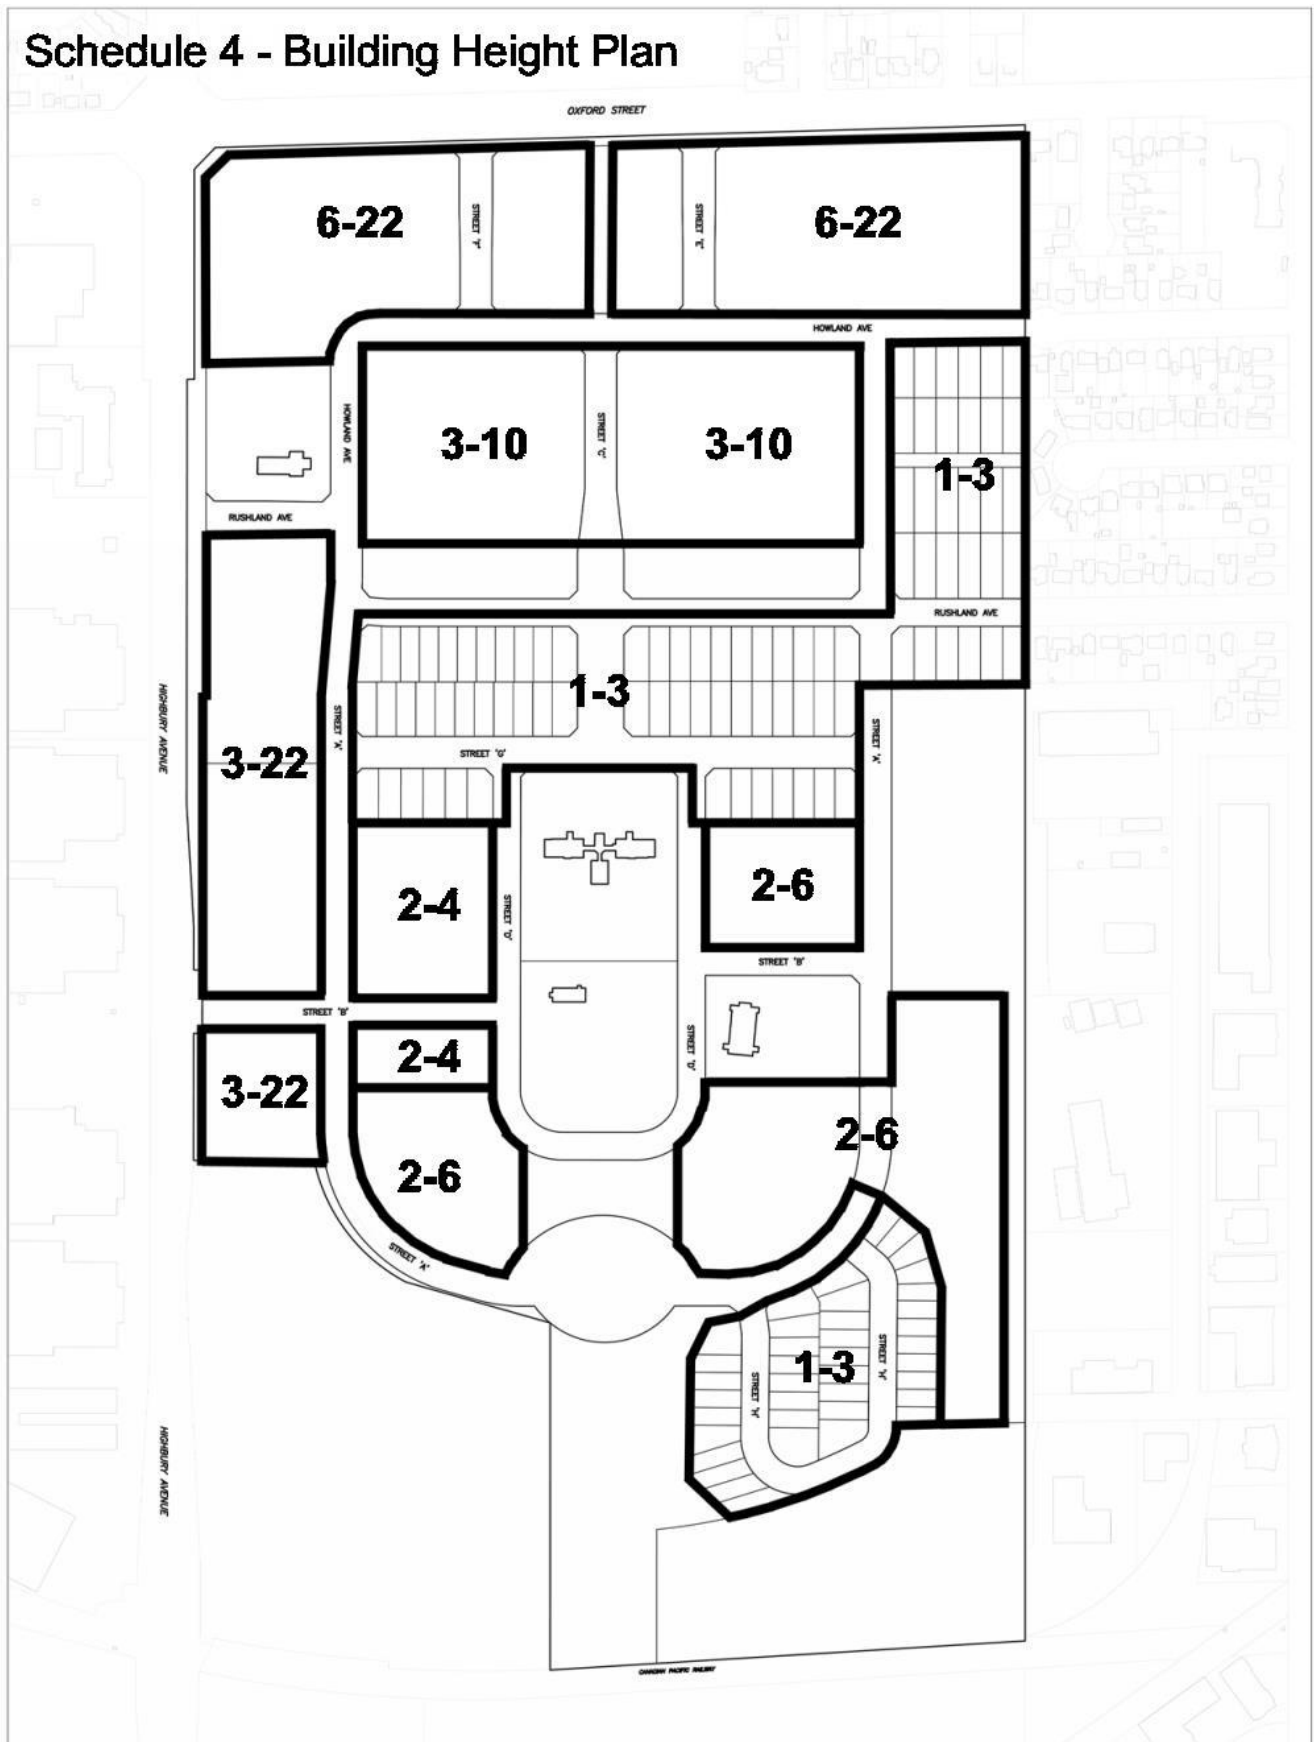 Schedule 4 - Building Height Plan
OXFORD STREET
6-22
STREET 'F'
STREET 'E'
6-22
HOWLAND AVE
HOWLAND AVE
3-10
STREET 'C'
3-10
1-3
RUSHLAND AVE
RUSHLAND AVE
HIGHBURY AVENUE
1-3
STREET 'A'
STREET 'A'
3-22
STREET 'G'
2-4
STREET 'D'
2-6
STREET 'B'
STREET 'B'
2-4
STREET 'D'
3-22
2-6
2-6
STREET 'A'
1-3
STREET 'H'
STREET 'H'
HIGHBURY AVENUE
CANADIAN PACIFIC RAILWAY